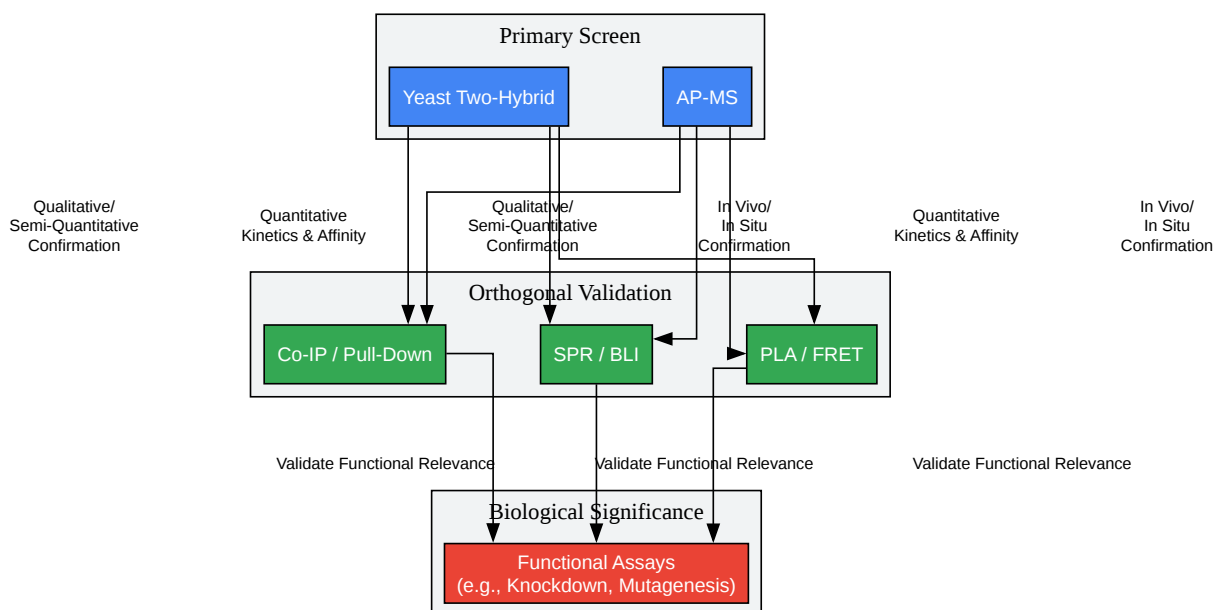 Primary Screen
Yeast Two-Hybrid
AP-MS
Qualitative/
Semi-Quantitative
Confirmation
Quantitative
Kinetics & Affinity
Qualitative/
Semi-Quantitative
Confirmation
In Vivo/
In Situ
Confirmation
Quantitative
Kinetics & Affinity
In Vivo/
In Situ
Confirmation
Orthogonal Validation
Co-IP / Pull-Down
SPR / BLI
PLA / FRET
Validate Functional Relevance
Validate Functional Relevance
Validate Functional Relevance
Biological Significance
Functional Assays
(e.g., Knockdown, Mutagenesis)